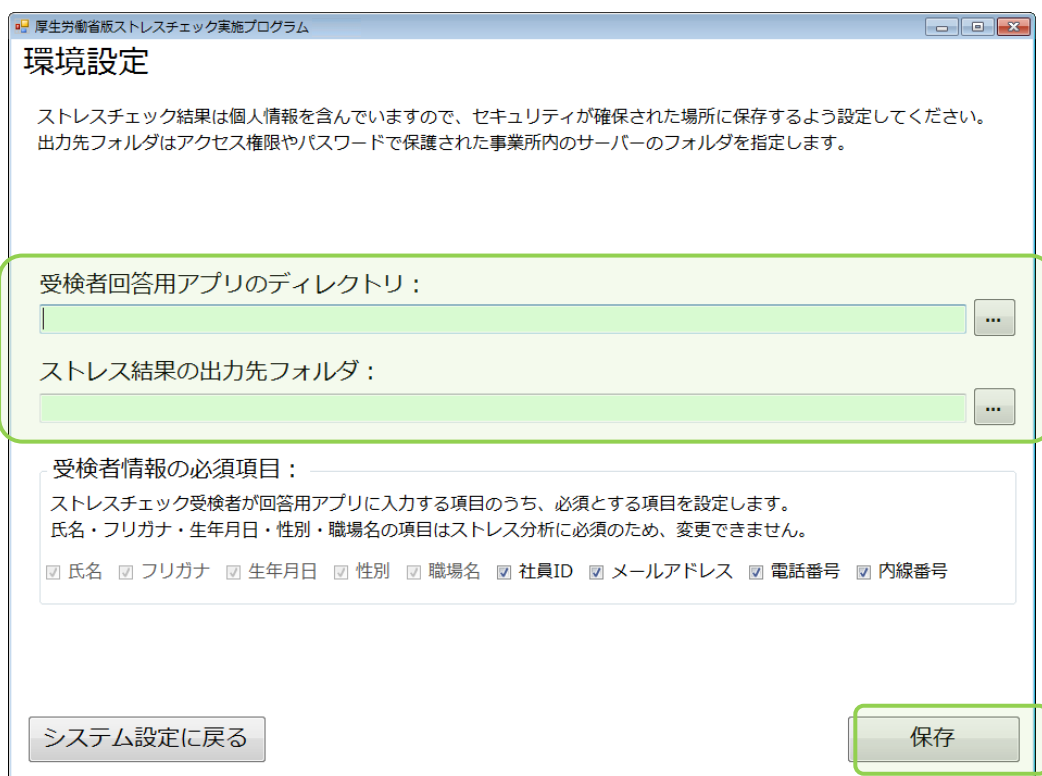 厚生労働省版ストレスチェック実施プログラム
環境設定
ストレスチェック結果は個人情報を含んでいますので、セキュリティが確保された場所に保存するよう設定してください。
出力先フォルダはアクセス権限やパスワードで保護された事業所内のサーバーのフォルダを指定します。
受検者回答用アプリのディレクトリ：
...
ストレス結果の出力先フォルダ：
...
受検者情報の必須項目：
ストレスチェック受検者が回答用アプリに入力する項目のうち、必須とする項目を設定します。
氏名・フリガナ・生年月日・性別・職場名の項目はストレス分析に必須のため、変更できません。
氏名 フリガナ 生年月日 性別 職場名 社員ID メールアドレス 電話番号 内線番号
システム設定に戻る 保存